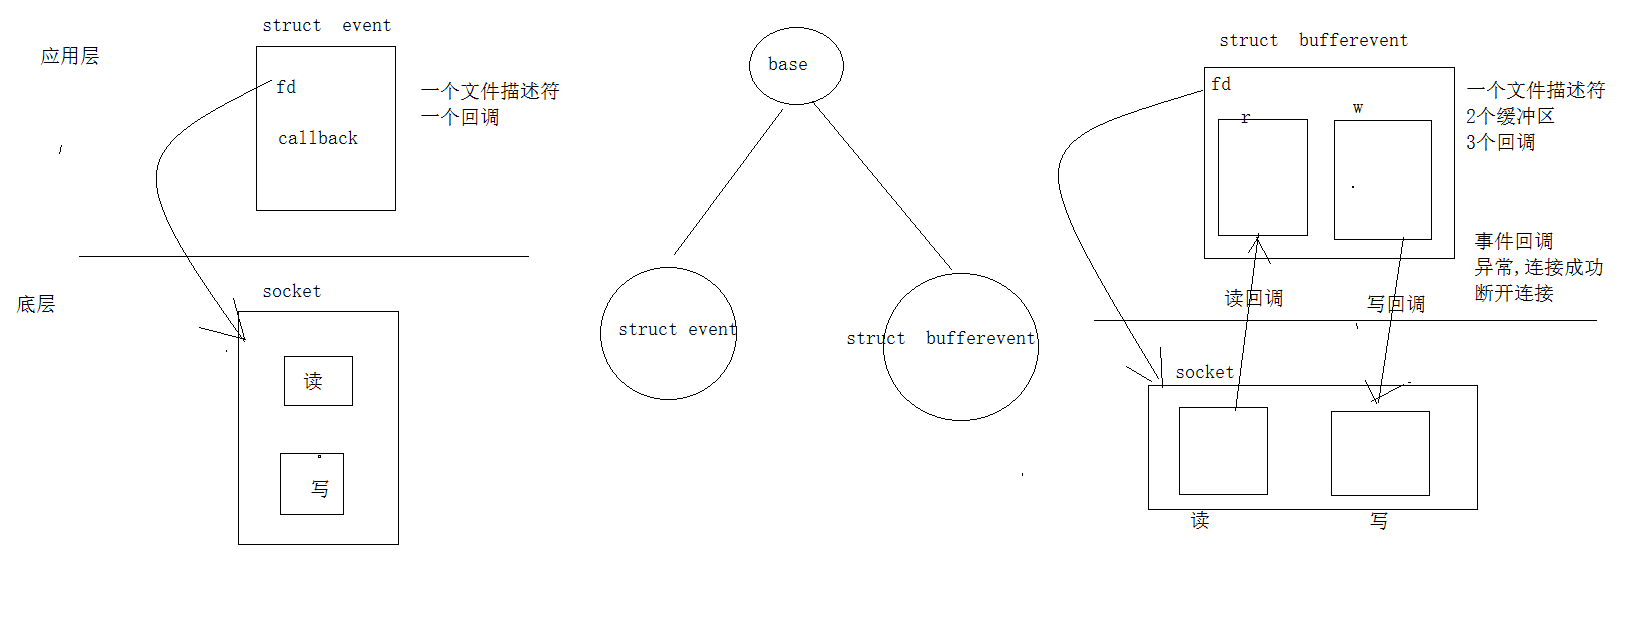 应用层
struct  event
fd
callback
一个文件描述符
一个回调
底层
socket
读
写
base
struct event
struct  bufferevent
struct  bufferevent
fd
r
w
一个文件描述符
2个缓冲区
3个回调
事件回调
异常,连接成功
断开连接
读回调
写回调
socket
读
写